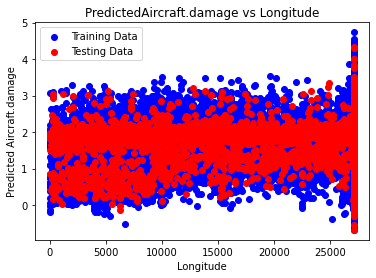 PredictedAircraft.damage vs Longitude
5
4
3
2
1
0
Predicted Aircraft.damage
Training Data
Testing Data
0 5000 10000 15000 20000 25000
Longitude